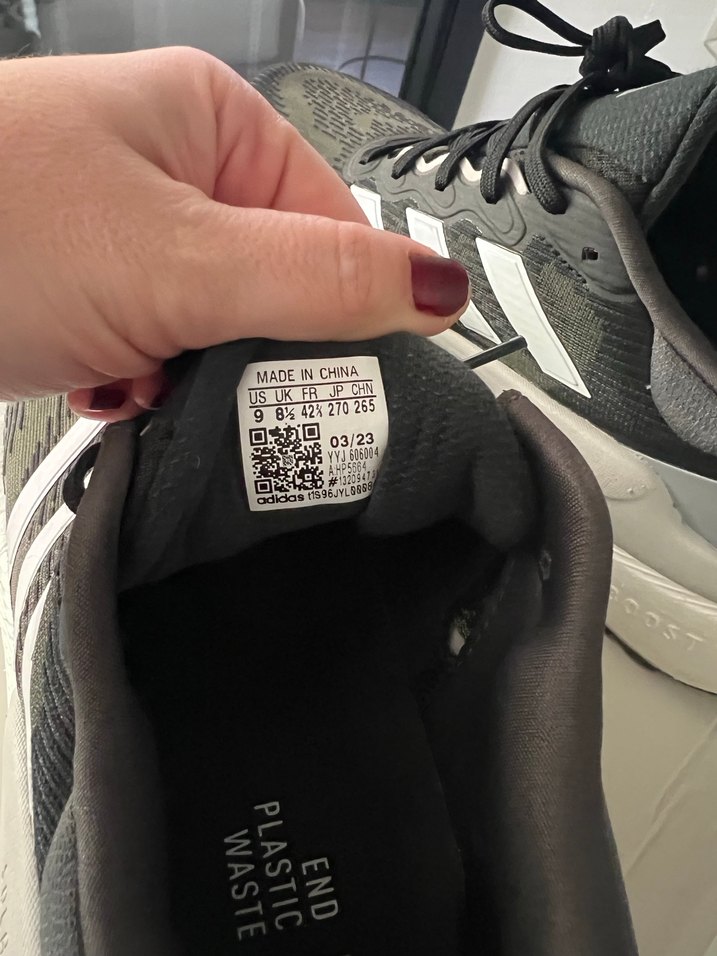 MADE IN CHINA
US UK FR JP CHN
9 8½ 42⅔ 270 265
03/23
YYJ 606004
#1320947
adidas
BOOST
END
PLASTIC
WASTE